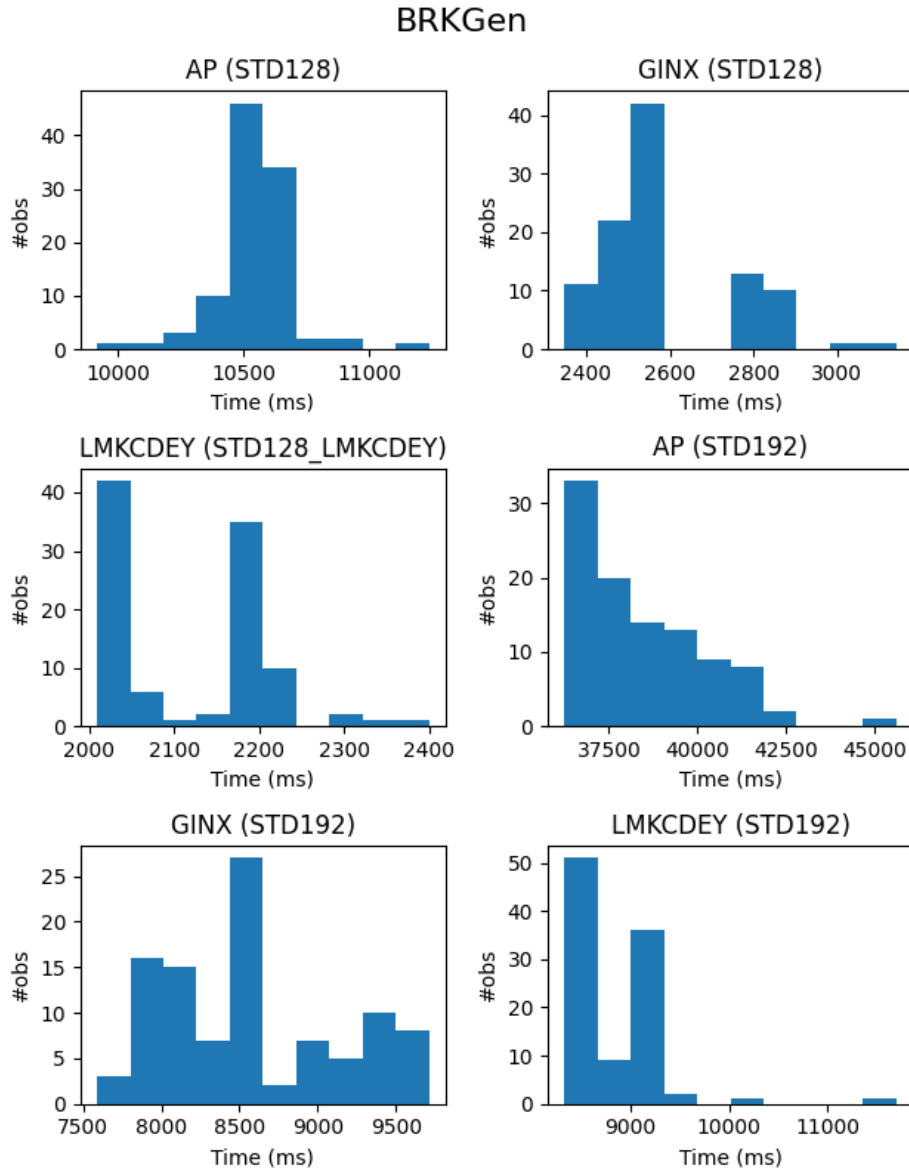 BRKGen
AP (STD128)
40
30
20
10
0
#obs
10000 10500 11000
Time (ms)
GINX (STD128)
40
30
20
10
0
#obs
2400 2600 2800 3000
Time (ms)
LMKCDEY (STD128_LMKCDEY)
40
30
20
10
0
#obs
2000 2100 2200 2300 2400
Time (ms)
AP (STD192)
30
20
10
0
#obs
37500 40000 42500 45000
Time (ms)
GINX (STD192)
25
20
15
10
5
0
#obs
7500 8000 8500 9000 9500
Time (ms)
LMKCDEY (STD192)
50
40
30
20
10
0
#obs
9000 10000 11000
Time (ms)